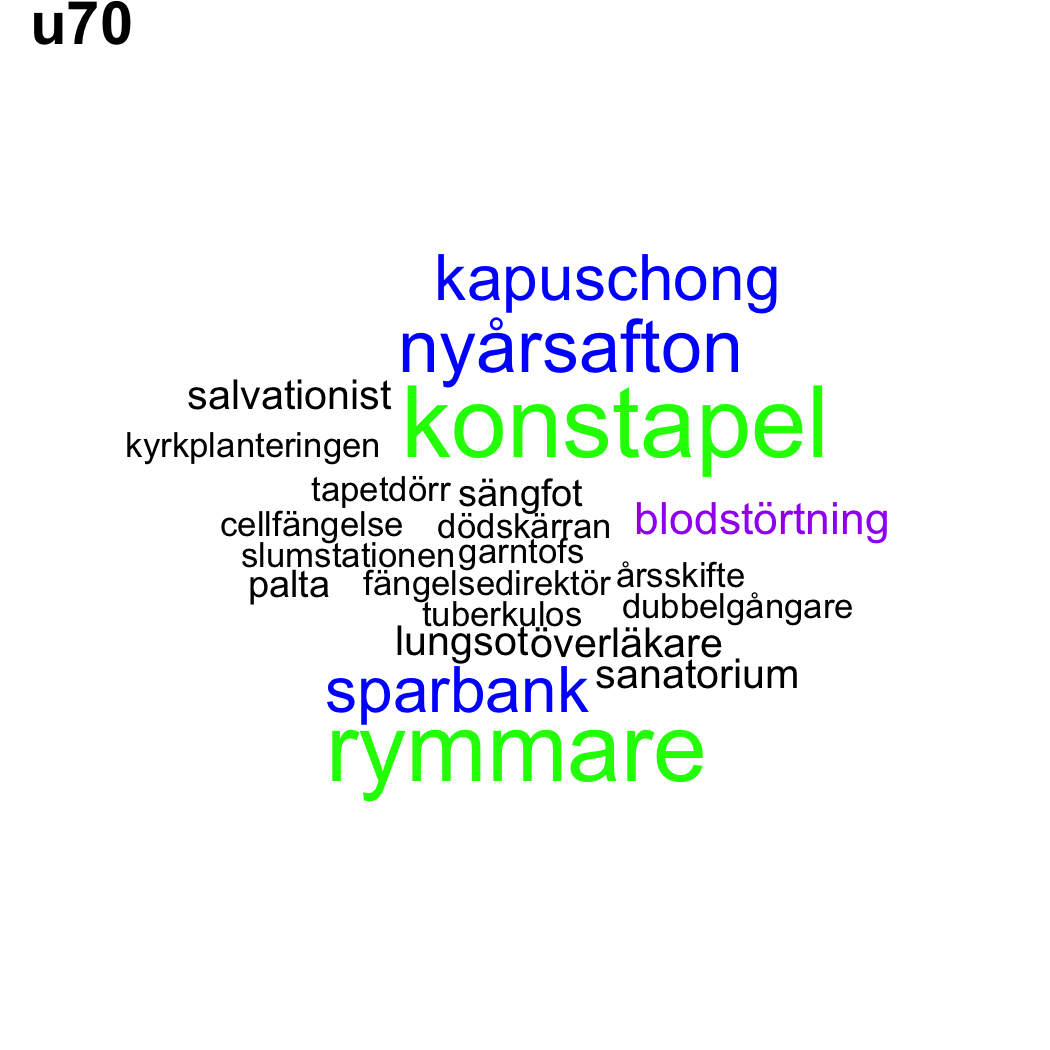 u70
kapuschong
nyårsafton
salvationist
konstapel
kyrkplanteringen
tapetdörr
sängfot
blodstörtning
cellfängelse
dödskärran
slumstationen
garntofs
årsskifte
palta
fängelsedirektör
dubbelgångare
tuberkulos
lungsot
överläkare
sanatorium
sparbank
rymmare